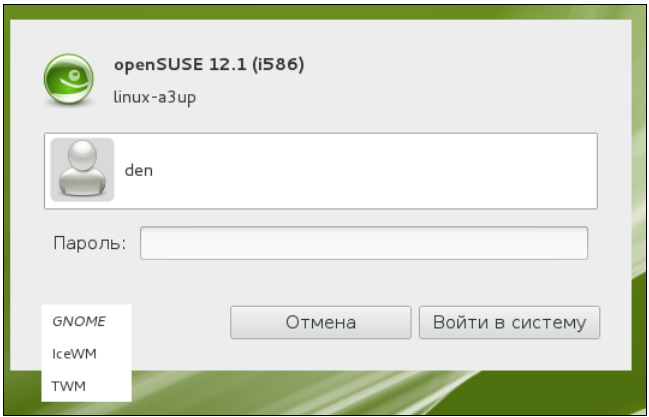 openSUSE 12.1 (i586)
linux-a3up
den
Пароль:
GNOME
IceWM
TWM
Отмена
Войти в систему